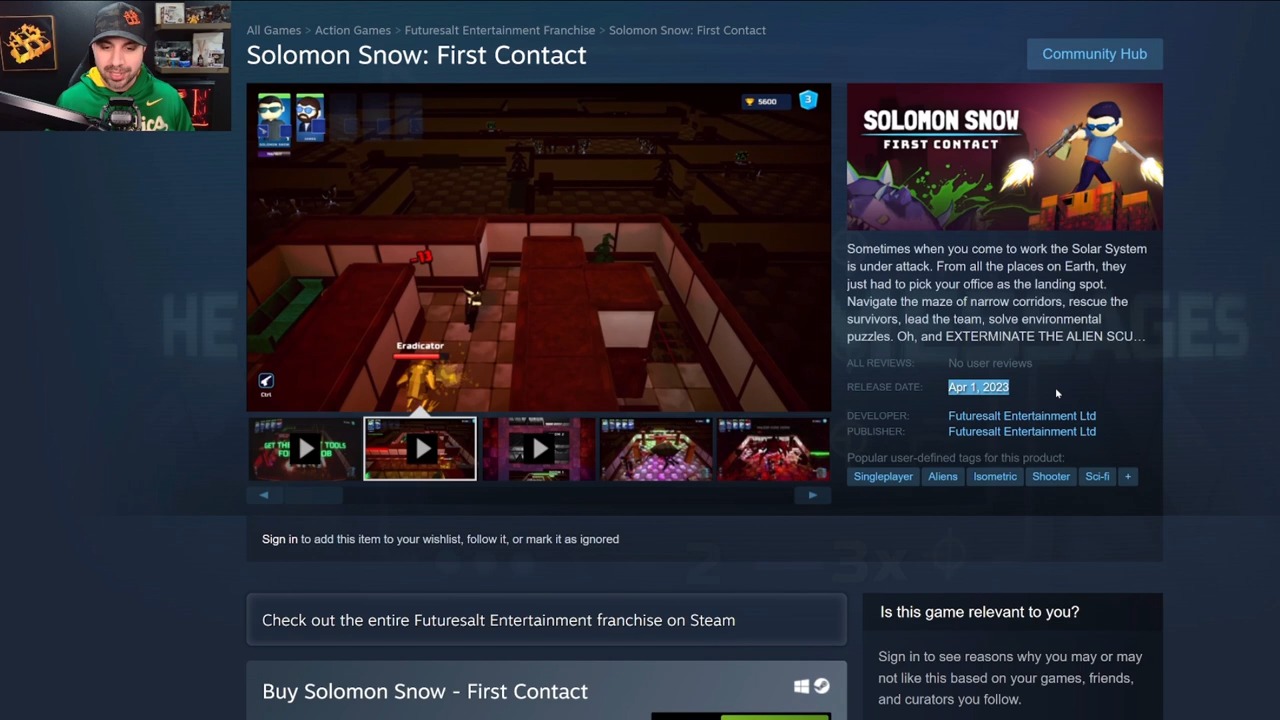 All Games > Action Games > Futuresalt Entertainment Franchise > Solomon Snow: First Contact
Solomon Snow: First Contact
Community Hub
5600
3
SOLOMON SNOW
-13
Eradicator
Ctrl
SOLOMON SNOW
FIRST CONTACT
Sometimes when you come to work the Solar System
is under attack. From all the places on Earth, they
just had to pick your office as the landing spot.
Navigate the maze of narrow corridors, rescue the
survivors, lead the team, solve environmental
puzzles. Oh, and EXTERMINATE THE ALIEN SCU...
ALL REVIEWS: No user reviews
RELEASE DATE: Apr 1, 2023
DEVELOPER: Futuresalt Entertainment Ltd
PUBLISHER: Futuresalt Entertainment Ltd
Popular user-defined tags for this product:
Singleplayer Aliens Isometric Shooter Sci-fi +
Sign in to add this item to your wishlist, follow it, or mark it as ignored
Check out the entire Futuresalt Entertainment franchise on Steam
Is this game relevant to you?
Sign in to see reasons why you may or may
not like this based on your games, friends,
and curators you follow.
Buy Solomon Snow - First Contact